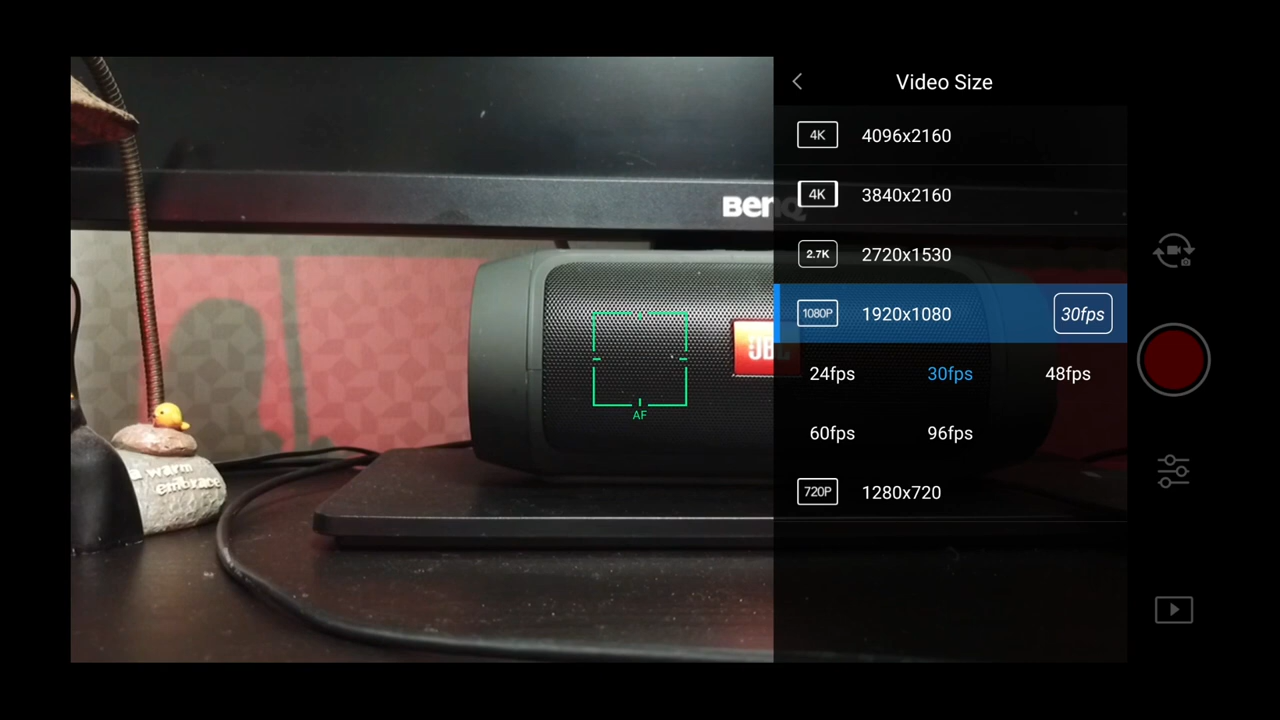 Video Size
4K 4096x2160
4K 3840x2160
2.7K 2720x1530
1080P 1920x1080 30fps
24fps 30fps 48fps
60fps 96fps
720P 1280x720
BenQ
JBL
AF
a warm
embrace